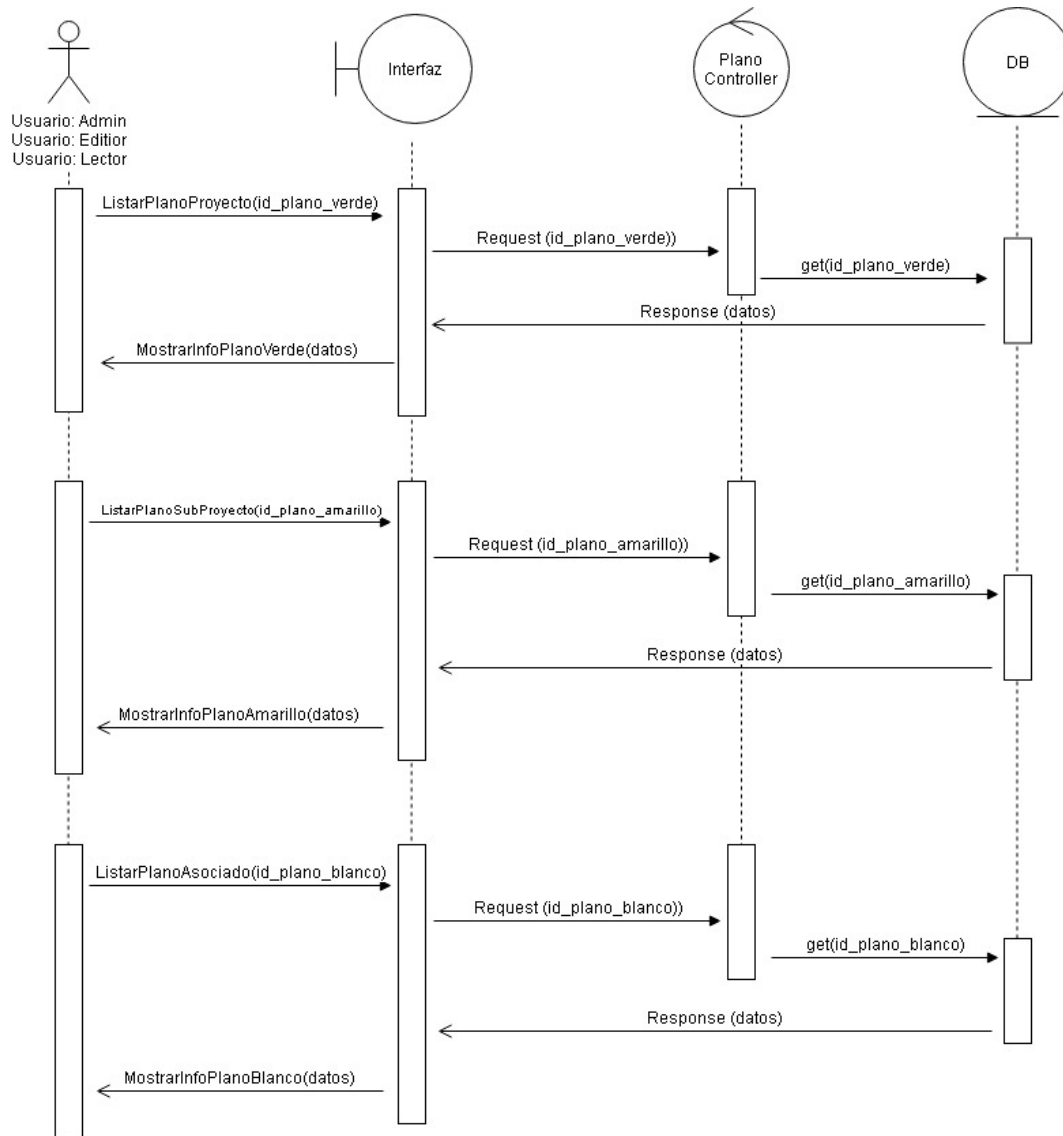 Interfaz
Plano
Controller
DB
Usuario: Admin
Usuario: Editior
Usuario: Lector
ListarPlanoProyecto(id_plano_verde)
Request (id_plano_verde))
get(id_plano_verde)
Response (datos)
MostrarInfoPlanoVerde(datos)
ListarPlanoSubProyecto(id_plano_amarillo)
Request (id_plano_amarillo))
get(id_plano_amarillo)
Response (datos)
MostrarInfoPlanoAmarillo(datos)
ListarPlanoAsociado(id_plano_blanco)
Request (id_plano_blanco))
get(id_plano_blanco)
Response (datos)
MostrarInfoPlanoBlanco(datos)